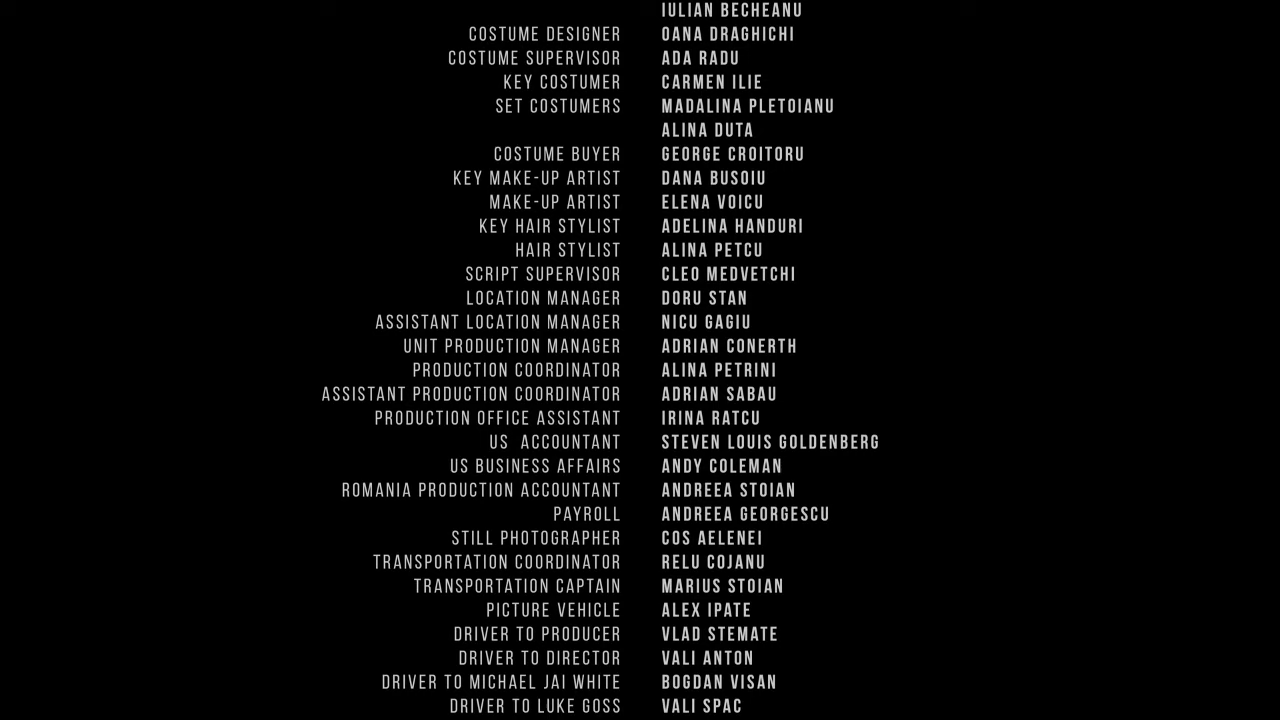 IULIAN BECHEANU
COSTUME DESIGNER OANA DRAGHICHI
COSTUME SUPERVISOR ADA RADU
KEY COSTUMER CARMEN ILIE
SET COSTUMERS MADALINA PLETOIANU
ALINA DUTA
COSTUME BUYER GEORGE CROITORU
KEY MAKE-UP ARTIST DANA BUSOIU
MAKE-UP ARTIST ELENA VOICU
KEY HAIR STYLIST ADELINA HANDURI
HAIR STYLIST ALINA PETCU
SCRIPT SUPERVISOR CLEO MEDVETCHI
LOCATION MANAGER DORU STAN
ASSISTANT LOCATION MANAGER NICU GAGIU
UNIT PRODUCTION MANAGER ADRIAN CONERTH
PRODUCTION COORDINATOR ALINA PETRINI
ASSISTANT PRODUCTION COORDINATOR ADRIAN SABAU
PRODUCTION OFFICE ASSISTANT IRINA RATCU
US  ACCOUNTANT STEVEN LOUIS GOLDENBERG
US BUSINESS AFFAIRS ANDY COLEMAN
ROMANIA PRODUCTION ACCOUNTANT ANDREEA STOIAN
PAYROLL ANDREEA GEORGESCU
STILL PHOTOGRAPHER COS AELENEI
TRANSPORTATION COORDINATOR RELU COJANU
TRANSPORTATION CAPTAIN MARIUS STOIAN
PICTURE VEHICLE ALEX IPATE
DRIVER TO PRODUCER VLAD STEMATE
DRIVER TO DIRECTOR VALI ANTON
DRIVER TO MICHAEL JAI WHITE BOGDAN VISAN
DRIVER TO LUKE GOSS VALI SPAC